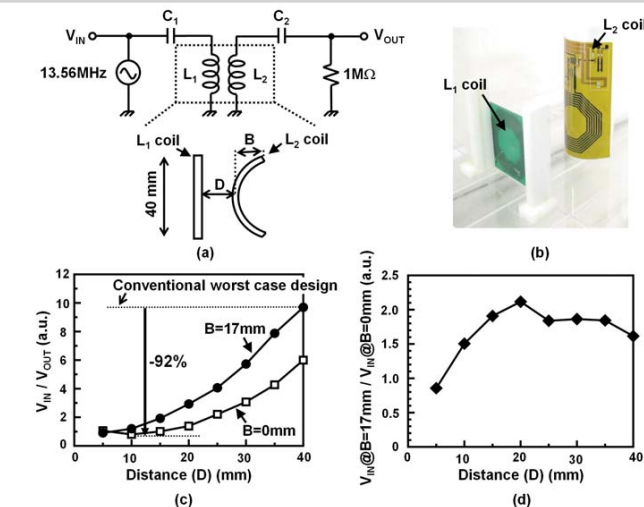 C1
C2
VIN
VOUT
13.56MHz
L1
L2
1MΩ
L1 coil
B
L2 coil
D
40 mm
(a)
L2 coil
L1 coil
(b)
12
10
8
6
4
2
0
VIN / VOUT (a.u.)
Conventional worst case design
B=17mm
-92%
B=0mm
0
10
20
30
40
Distance (D) (mm)
(c)
2.5
2.0
1.5
1.0
0.5
0
VIN@B=17mm / VIN@B=0mm (a.u.)
0
10
20
30
40
Distance (D) (mm)
(d)